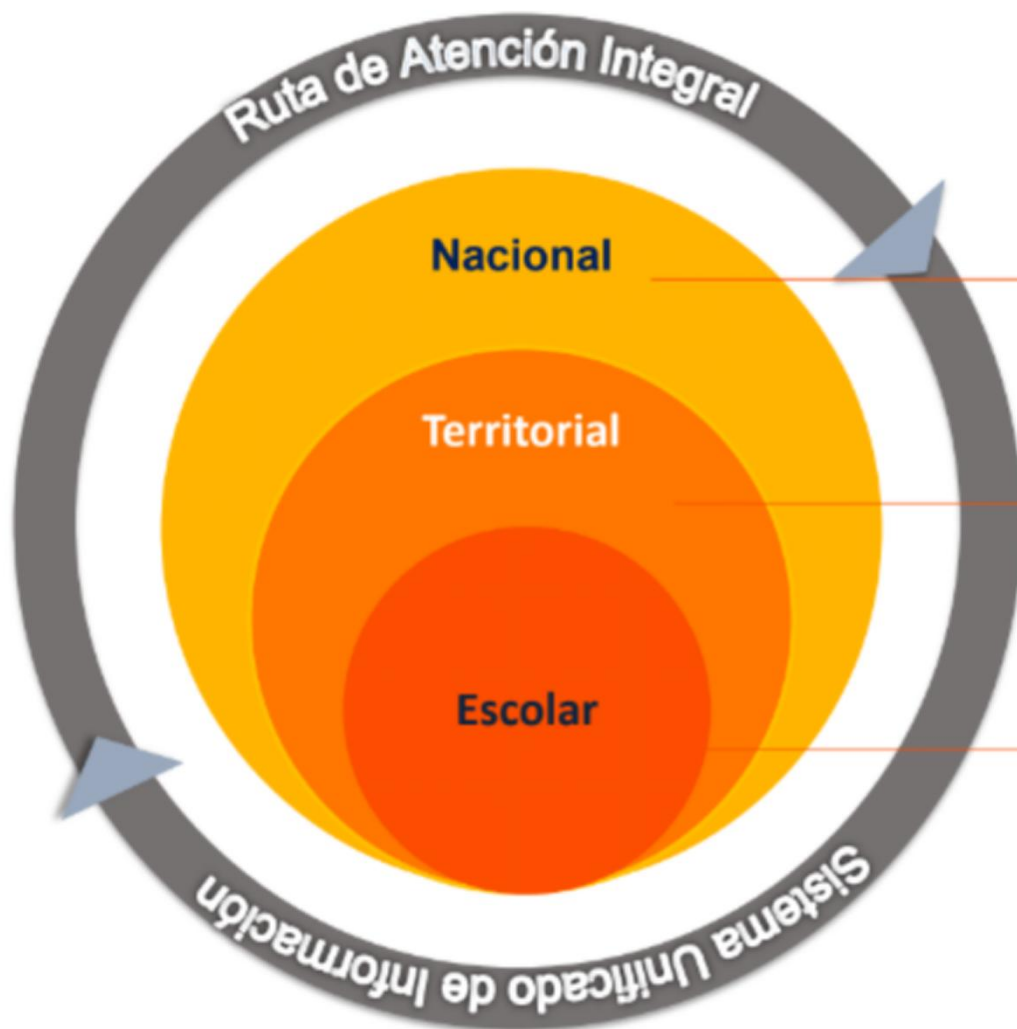 Ruta de Atención Integral
Nacional
Territorial
Escolar
Sistema Unificado de Información